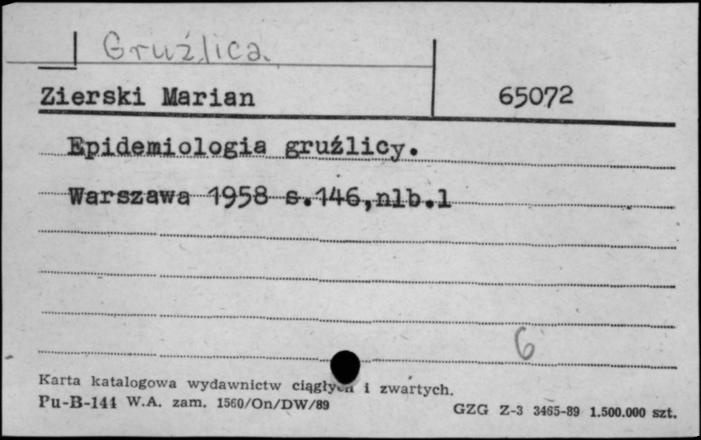 Gruźlica.
Zierski Marian 65072
Epidemiologia gruźlicy.
Warszawa 1958 s.146,nlb.1
6
Karta katalogowa wydawnictw ciągłych i zwartych.
Pu-B-144 W.A. zam. 1560/On/DW/89 GZG Z-3 3465-89 1.500.000 szt.